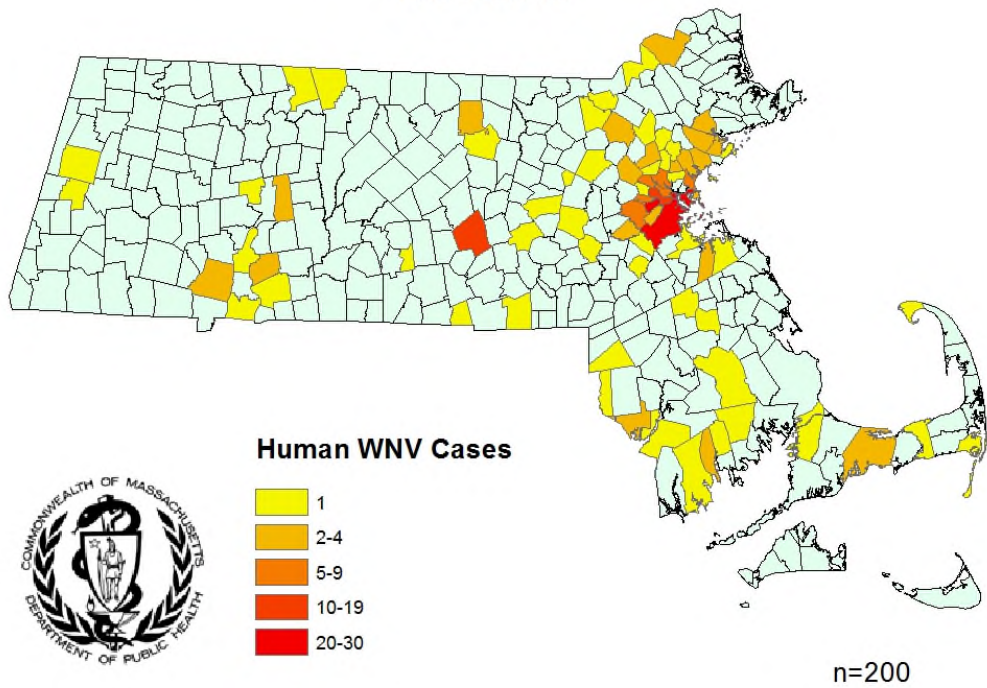 Human WNV Cases
1
2-4
5-9
10-19
20-30
COMMONWEALTH OF MASSACHUSETTS
DEPARTMENT OF PUBLIC HEALTH
n=200